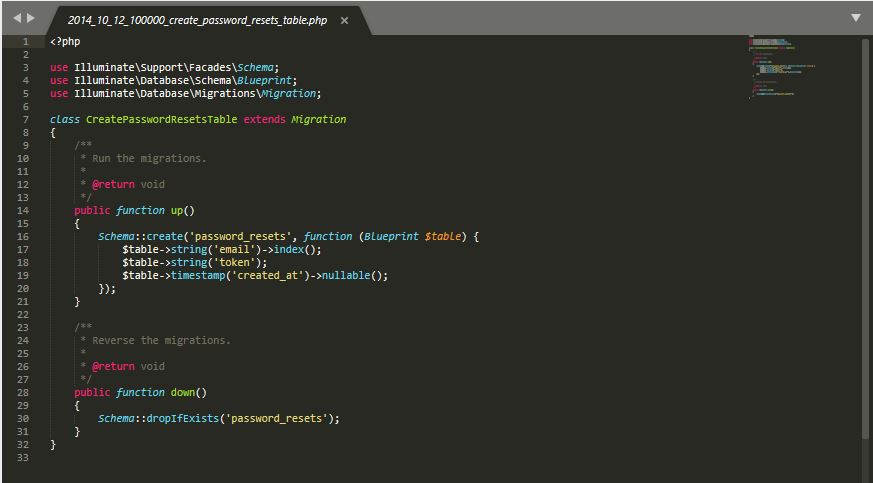 2014_10_12_100000_create_password_resets_table.php ×
1 <?php
2
3 use Illuminate\Support\Facades\Schema;
4 use Illuminate\Database\Schema\Blueprint;
5 use Illuminate\Database\Migrations\Migration;
6
7 class CreatePasswordResetsTable extends Migration
8 {
9     /**
10      * Run the migrations.
11      *
12      * @return void
13      */
14     public function up()
15     {
16         Schema::create('password_resets', function (Blueprint $table) {
17             $table->string('email')->index();
18             $table->string('token');
19             $table->timestamp('created_at')->nullable();
20         });
21     }
22
23     /**
24      * Reverse the migrations.
25      *
26      * @return void
27      */
28     public function down()
29     {
30         Schema::dropIfExists('password_resets');
31     }
32 }
33